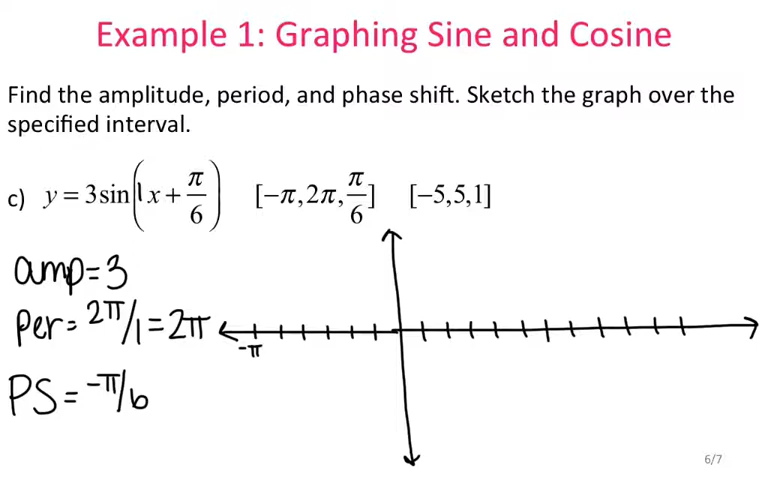 Example 1: Graphing Sine and Cosine
Find the amplitude, period, and phase shift. Sketch the graph over the
specified interval.
c) y = 3sin(1x + π/6) [−π,2π,π/6] [−5,5,1]
amp=3
per= 2π/1=2π
-π
PS= -π/6
6/7